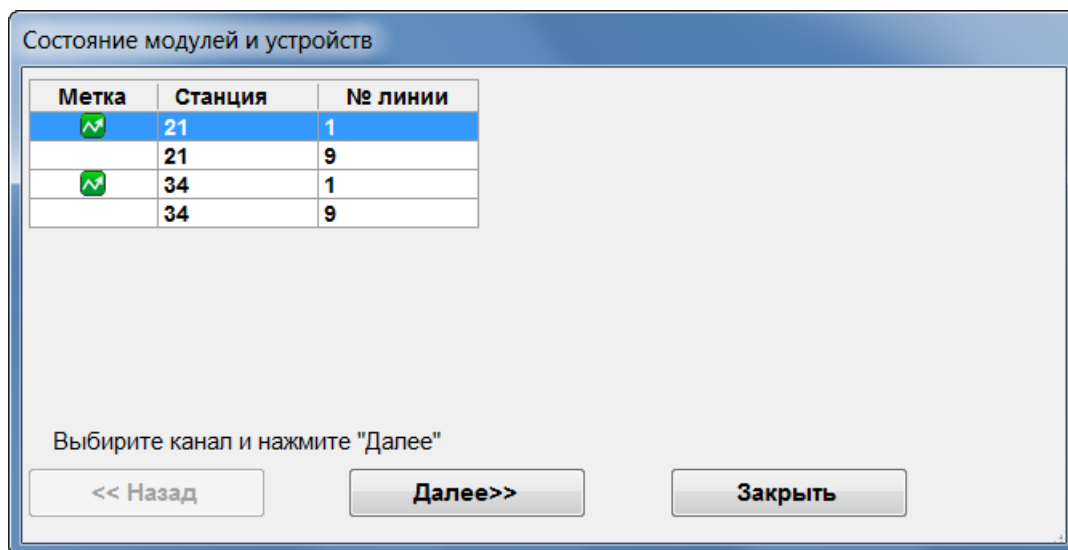 Состояние модулей и устройств
Метка Станция № линии
21 1
21 9
34 1
34 9
Выбирите канал и нажмите "Далее"
<< Назад Далее>> Закрыть